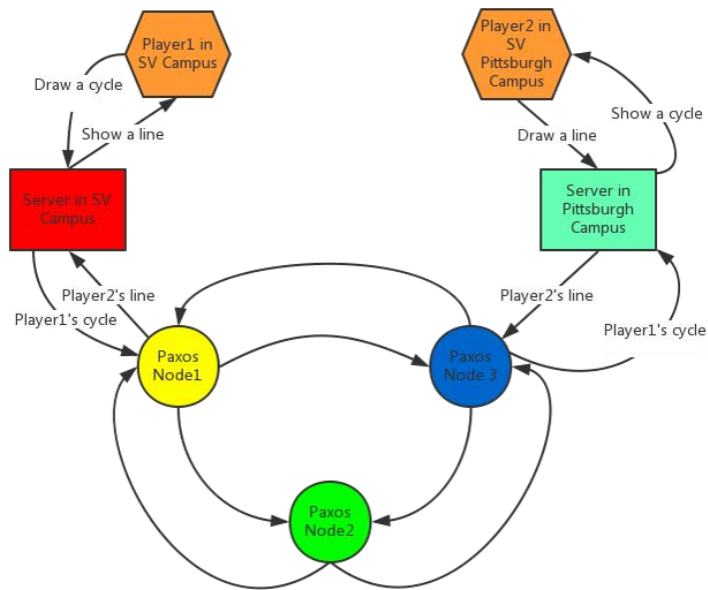 Player1 in
SV Campus
Player2 in
SV
Pittsburgh
Campus
Draw a cycle
Show a line
Draw a line
Show a cycle
Server in SV
Campus
Server in
Pittsburgh
Campus
Player2's line
Player1's cycle
Player2's line
Player1's cycle
Paxos
Node1
Paxos
Node 3
Paxos
Node2